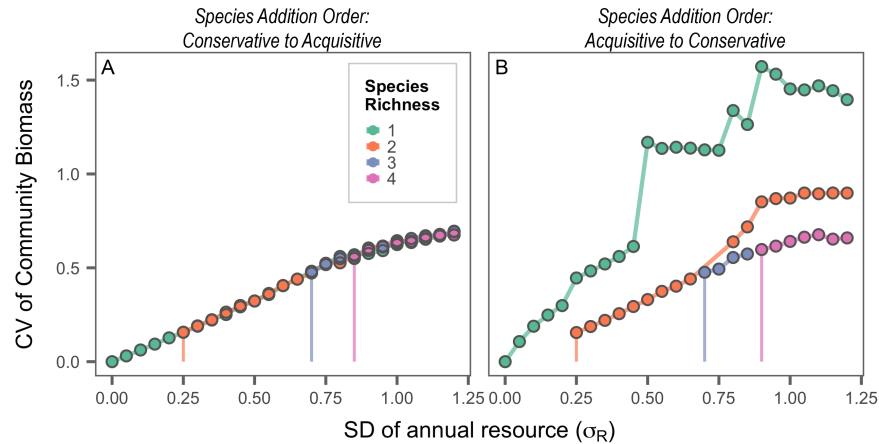 Species Addition Order:
Conservative to Acquisitive
Species Addition Order:
Acquisitive to Conservative
A
B
Species
Richness
1
2
3
4
CV of Community Biomass
1.5
1.0
0.5
0.0
0.00 0.25 0.50 0.75 1.00 1.25
0.00 0.25 0.50 0.75 1.00 1.25
SD of annual resource (σR)